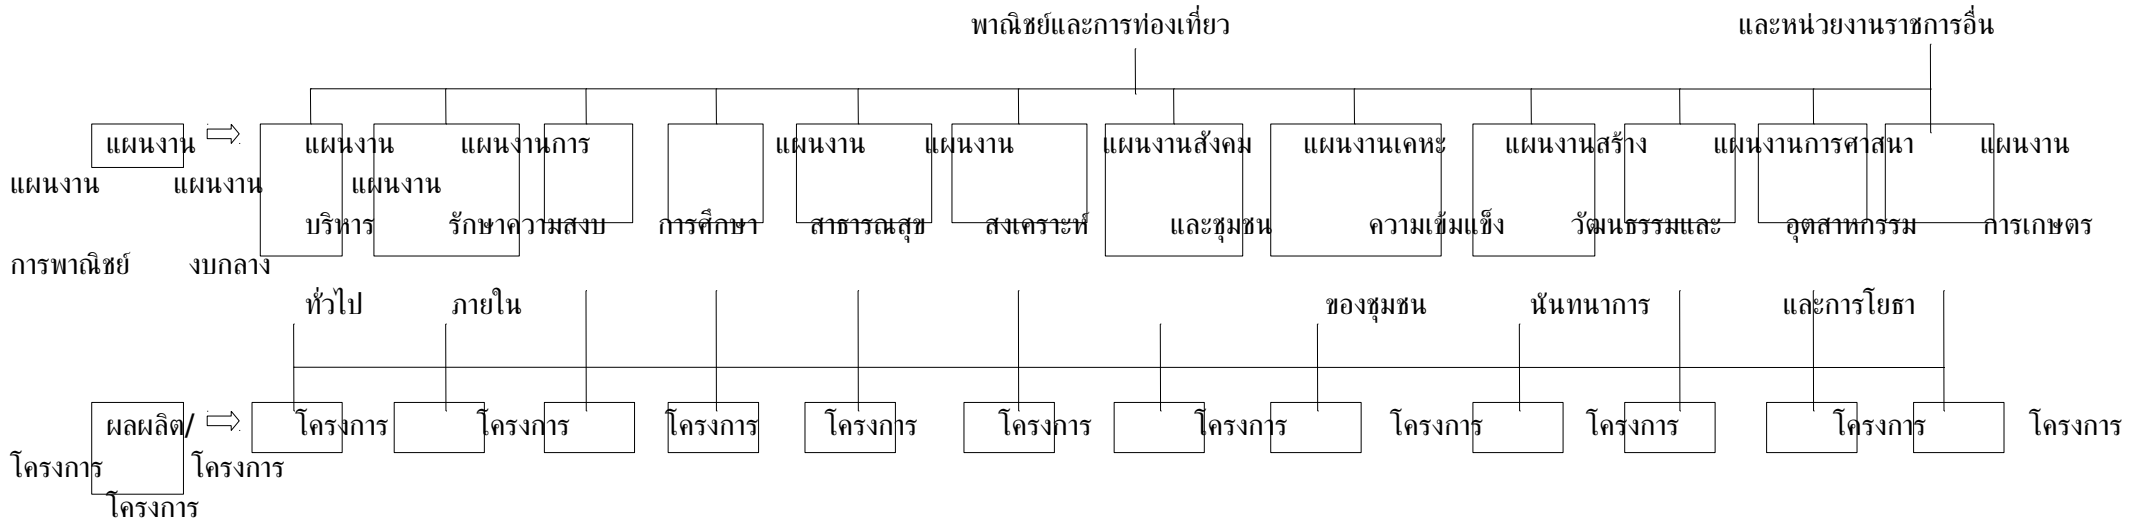 พาณิชย์และการท่องเที่ยว และหน่วยงานราชการอื่น
แผนงาน แผนงาน แผนงานการ แผนงาน แผนงาน แผนงานสังคม แผนงานเคหะ แผนงานสร้าง แผนงานการศาสนา แผนงาน
แผนงาน แผนงาน แผนงาน
บริหาร รักษาความสงบ การศึกษา สาธารณสุข สงเคราะห์ และชุมชน ความเข้มแข็ง วัฒนธรรมและ อุตสาหกรรม การเกษตร
การพาณิชย์ งบกลาง
ทั่วไป ภายใน ของชุมชน นันทนาการ และการโยธา
ผลผลิต/ โครงการ โครงการ โครงการ โครงการ โครงการ โครงการ โครงการ โครงการ โครงการ โครงการ
โครงการ โครงการ
โครงการ